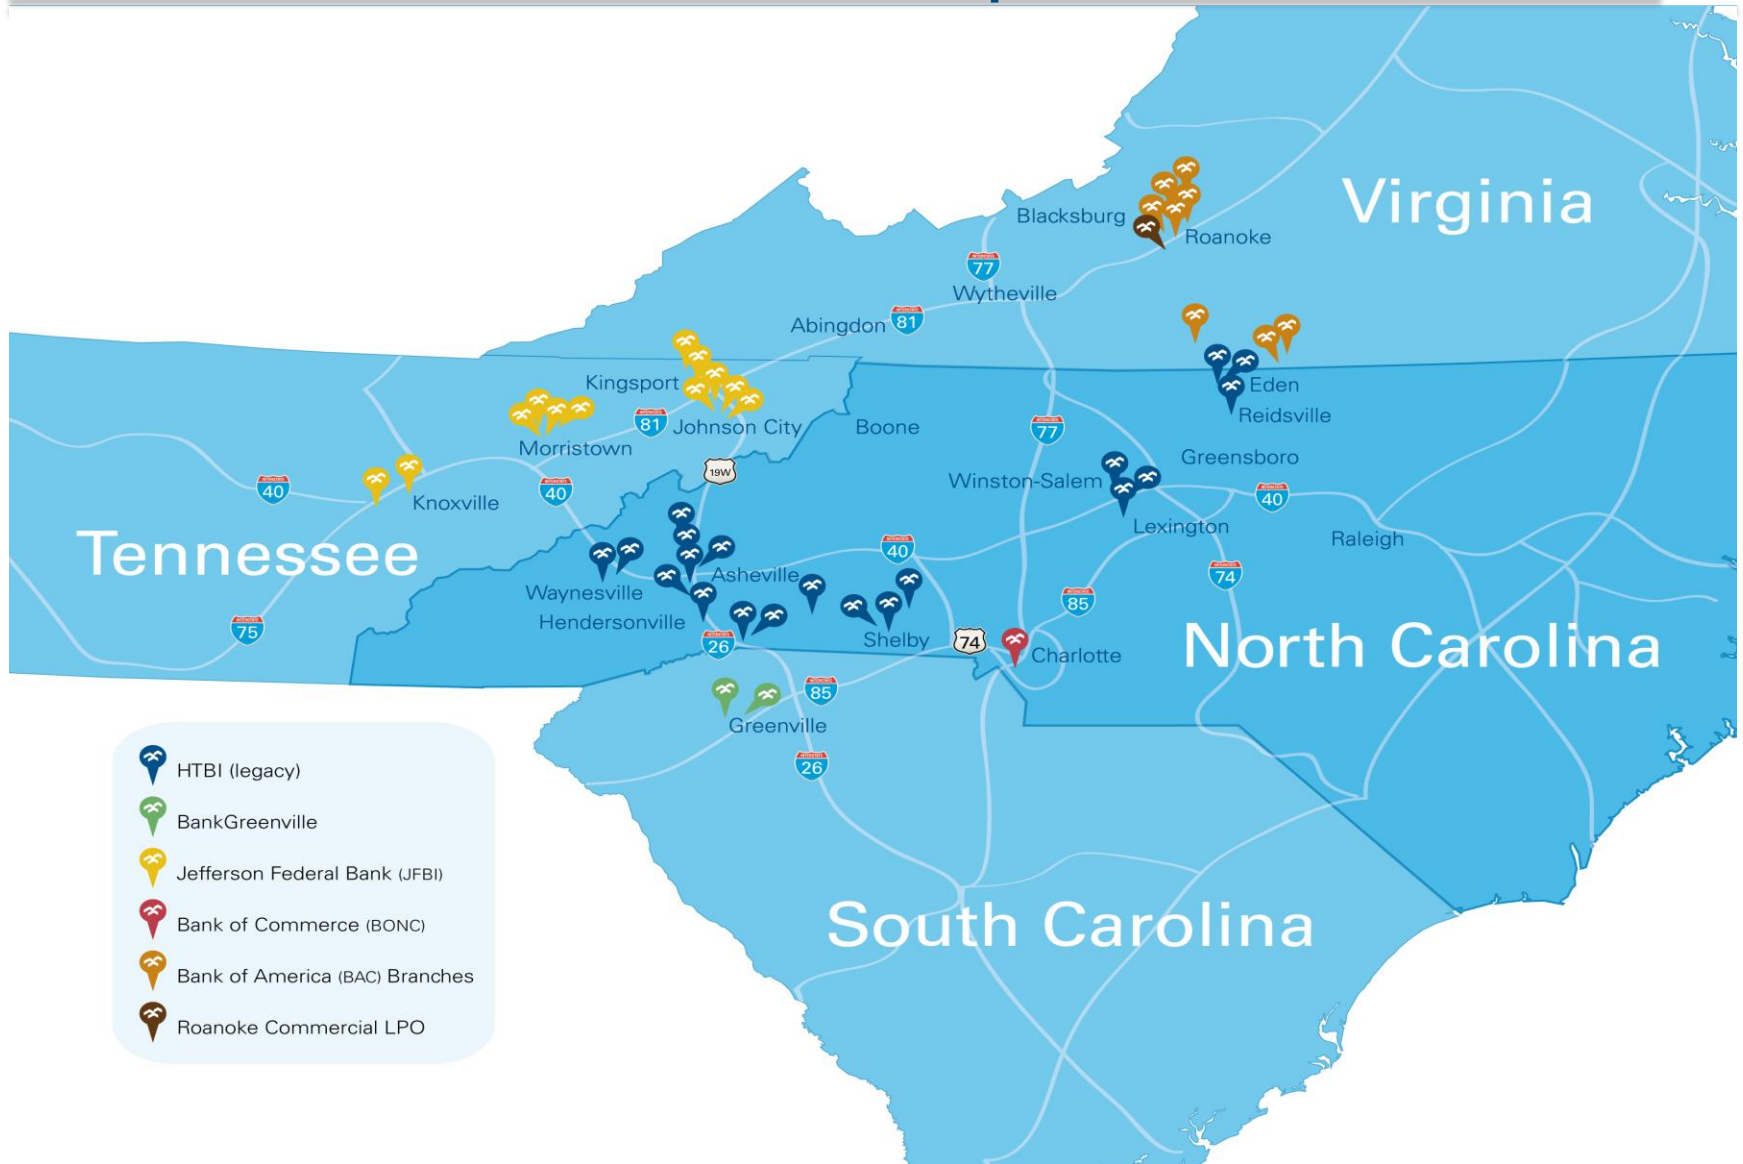 Virginia
Blacksburg
Roanoke
77
Wytheville
Abingdon
81
Kingsport
Eden
Reidsville
81
Johnson City
Boone
77
Morristown
19W
Greensboro
Winston-Salem
40
40
Knoxville
40
Lexington
Raleigh
Tennessee
40
Asheville
74
Waynesville
85
Hendersonville
75
26
Shelby
74
Charlotte
North Carolina
85
Greenville
26
HTBI (legacy)
BankGreenville
Jefferson Federal Bank (JFBI)
Bank of Commerce (BONC)
Bank of America (BAC) Branches
Roanoke Commercial LPO
South Carolina